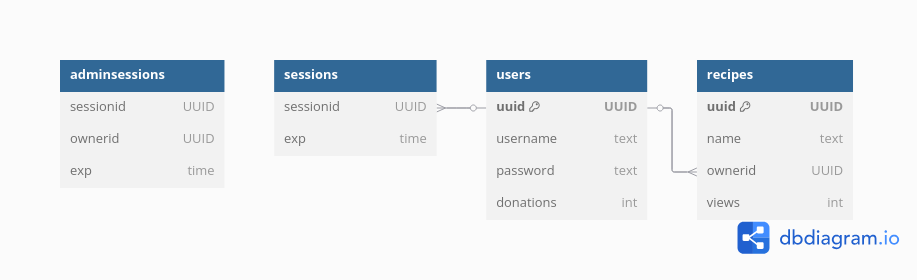 adminsessions
sessionid UUID
ownerid UUID
exp time
sessions
sessionid UUID
exp time
users
uuid UUID
username text
password text
donations int
recipes
uuid UUID
name text
ownerid UUID
views int
dbdiagram.io